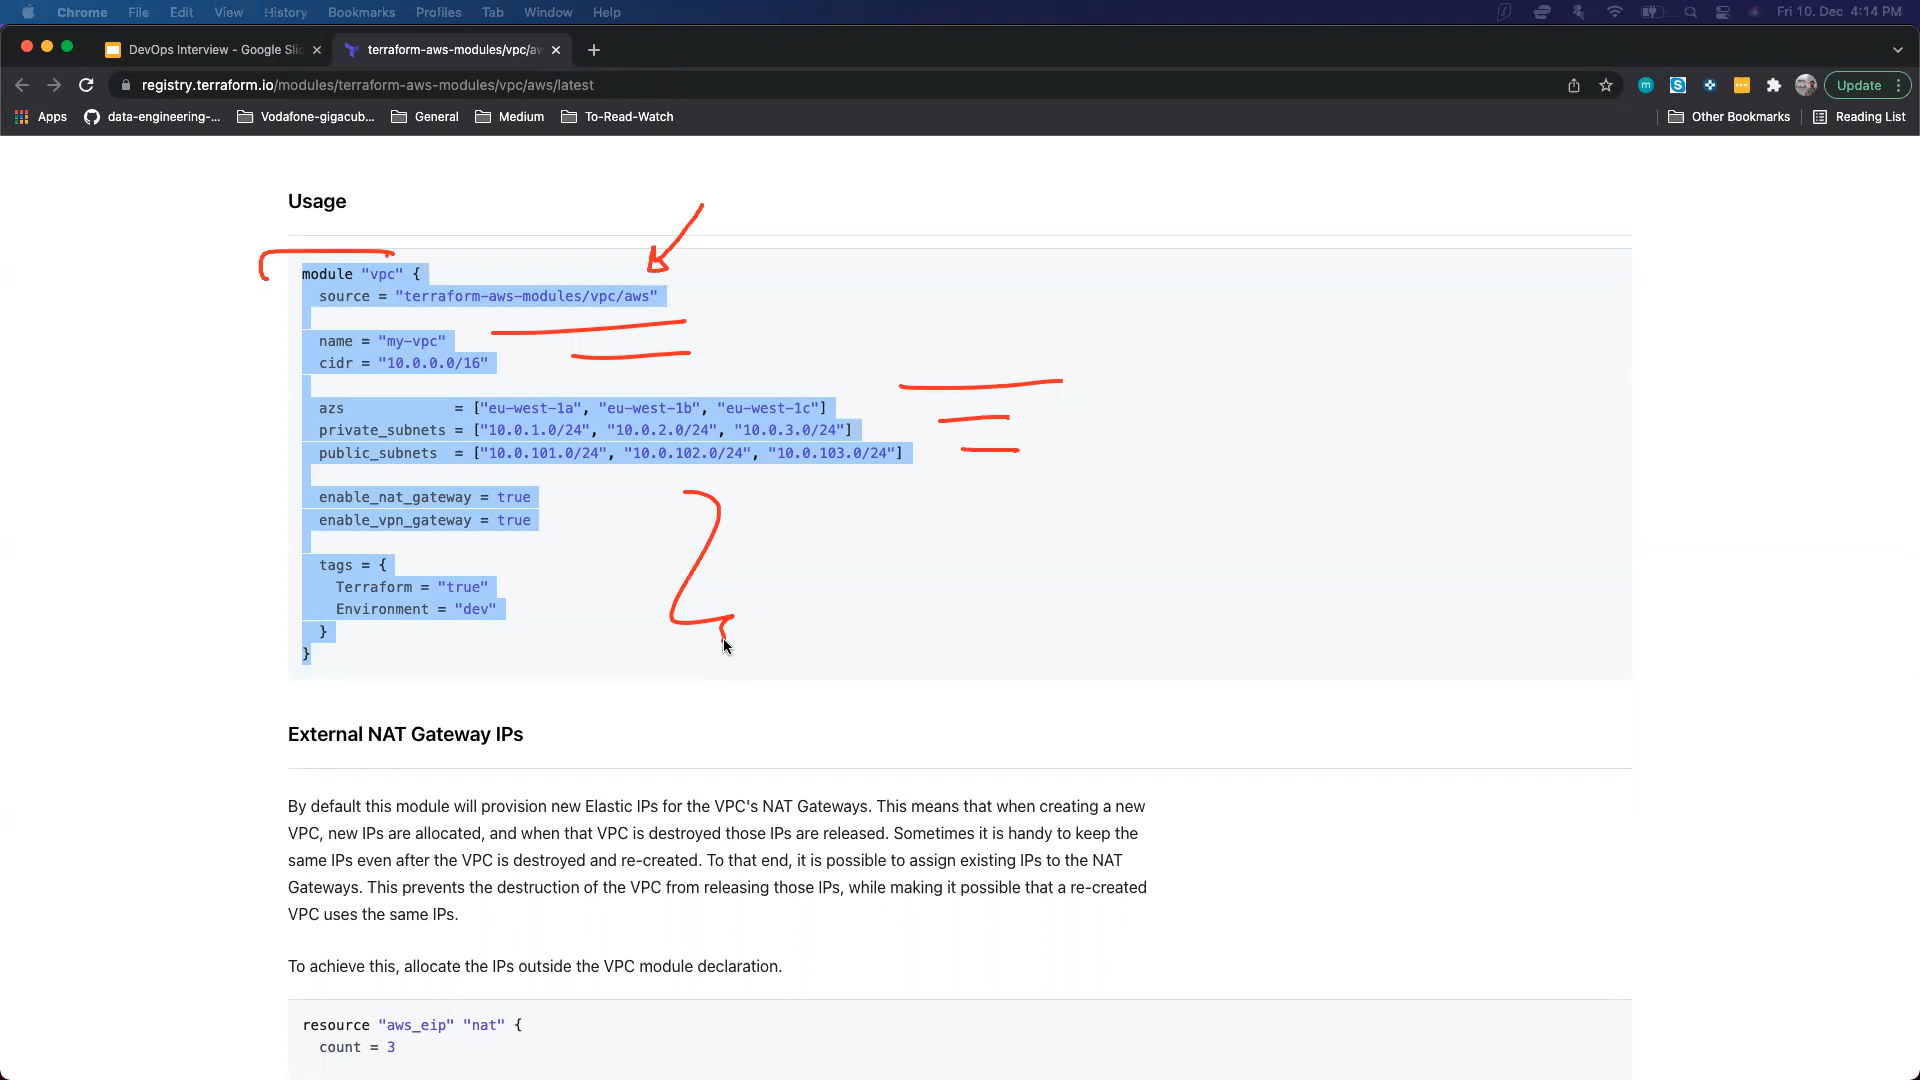 Chrome File Edit View History Bookmarks Profiles Tab Window Help Fri 10. Dec 4:14 PM
DevOps Interview - Google Slic terraform-aws-modules/vpc/aw
registry.terraform.io/modules/terraform-aws-modules/vpc/aws/latest m S Update
Apps data-engineering-... Vodafone-gigacub... General Medium To-Read-Watch Other Bookmarks Reading List
Usage
module "vpc" {
source = "terraform-aws-modules/vpc/aws"
name = "my-vpc"
cidr = "10.0.0.0/16"
azs = ["eu-west-1a", "eu-west-1b", "eu-west-1c"]
private_subnets = ["10.0.1.0/24", "10.0.2.0/24", "10.0.3.0/24"]
public_subnets = ["10.0.101.0/24", "10.0.102.0/24", "10.0.103.0/24"]
enable_nat_gateway = true
enable_vpn_gateway = true
tags = {
Terraform = "true"
Environment = "dev"
}
}
External NAT Gateway IPs
By default this module will provision new Elastic IPs for the VPC's NAT Gateways. This means that when creating a new
VPC, new IPs are allocated, and when that VPC is destroyed those IPs are released. Sometimes it is handy to keep the
same IPs even after the VPC is destroyed and re-created. To that end, it is possible to assign existing IPs to the NAT
Gateways. This prevents the destruction of the VPC from releasing those IPs, while making it possible that a re-created
VPC uses the same IPs.
To achieve this, allocate the IPs outside the VPC module declaration.
resource "aws_eip" "nat" {
count = 3